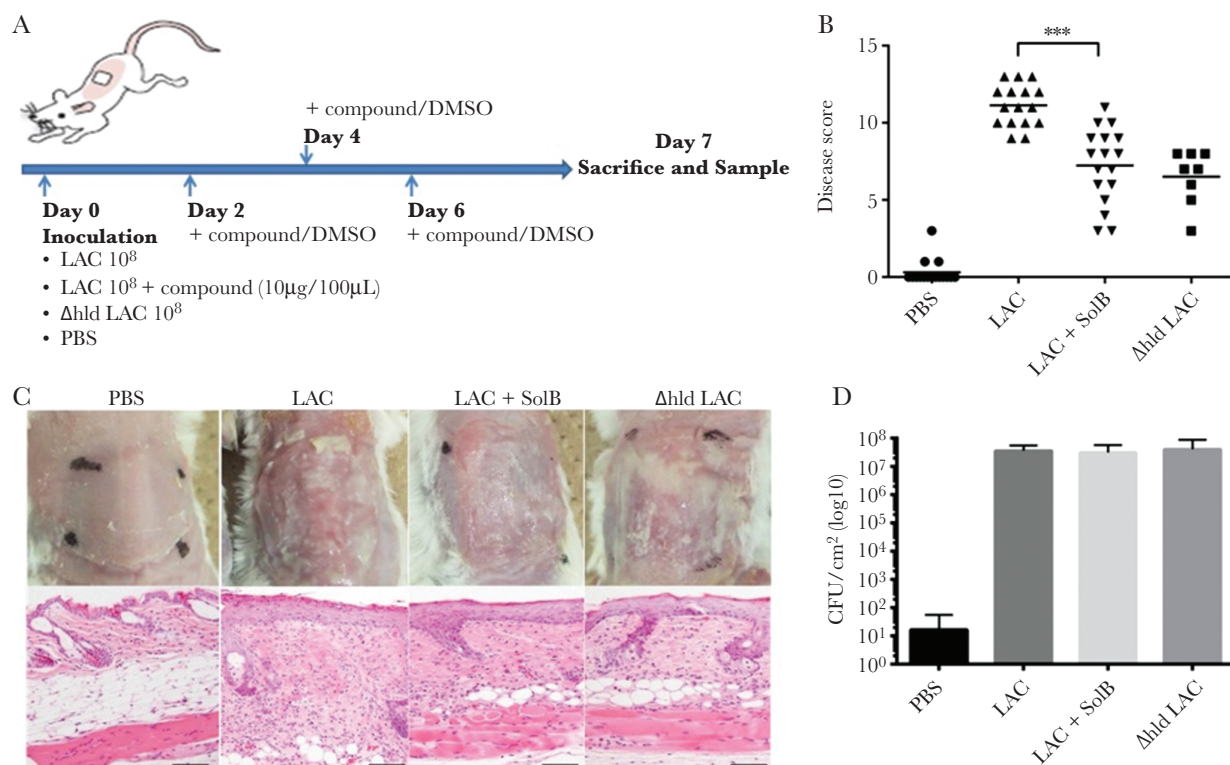 A
+ compound/DMSO
Day 4
Day 7
Sacrifice and Sample
Day 0
Inoculation
Day 2
+ compound/DMSO
Day 6
+ compound/DMSO
• LAC 10⁸
• LAC 10⁸ + compound (10µg/100µL)
• Δhld LAC 10⁸
• PBS
B
***
Disease score
15
10
5
0
PBS
LAC
LAC + SolB
Δhld LAC
C
PBS
LAC
LAC + SolB
Δhld LAC
D
CFU/cm² (log10)
10⁸
10⁷
10⁶
10⁵
10⁴
10³
10²
10¹
10⁰
PBS
LAC
LAC + SolB
Δhld LAC